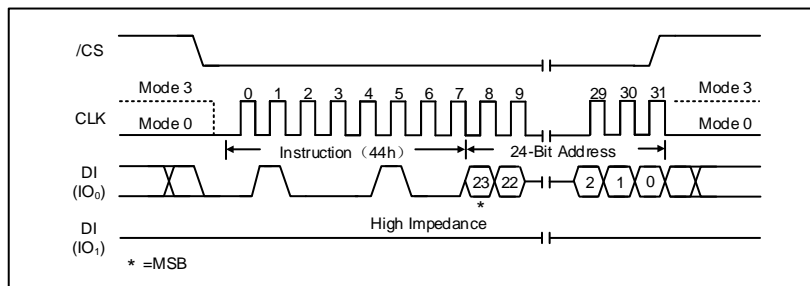 /CS
Mode 3 0 1 2 3 4 5 6 7 8 9 29 30 31 Mode 3
CLK
Mode 0 Mode 0
Instruction（44h） 24-Bit Address
DI
(IO₀) 23 22 2 1 0
*
High Impedance
DI
(IO₁)
* =MSB